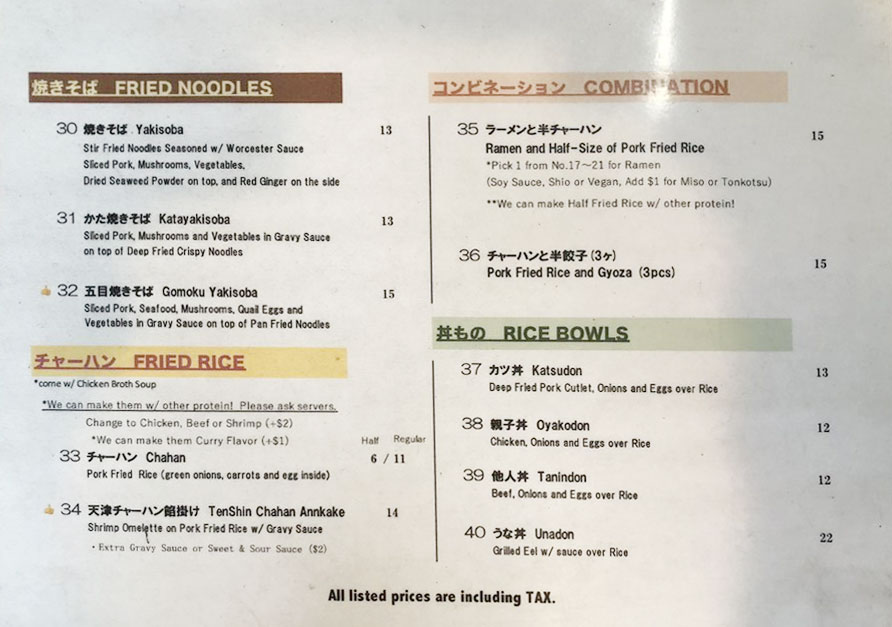 焼きそば FRIED NOODLES
30 焼きそば Yakisoba 13
Stir Fried Noodles Seasoned w/ Worcester Sauce
Sliced Pork, Mushrooms, Vegetables,
Dried Seaweed Powder on top, and Red Ginger on the side
31 かた焼きそば Katayakisoba 13
Sliced Pork, Mushrooms and Vegetables in Gravy Sauce
on top of Deep Fried Crispy Noodles
32 五目焼きそば Gomoku Yakisoba 15
Sliced Pork, Seafood, Mushrooms, Quail Eggs and
Vegetables in Gravy Sauce on top of Pan Fried Noodles
チャーハン FRIED RICE
*come w/ Chicken Broth Soup
*We can make them w/ other protein! Please ask servers.
Change to Chicken, Beef or Shrimp (+$2)
*We can make them Curry Flavor (+$1)
Half Regular
33 チャーハン Chahan 6 / 11
Pork Fried Rice (green onions, carrots and egg inside)
34 天津チャーハン餡掛け TenShin Chahan Annkake 14
Shrimp Omelette on Pork Fried Rice w/ Gravy Sauce
・Extra Gravy Sauce or Sweet & Sour Sauce ($2)
コンビネーション COMBINATION
35 ラーメンと半チャーハン 15
Ramen and Half-Size of Pork Fried Rice
*Pick 1 from No.17～21 for Ramen
(Soy Sauce, Shio or Vegan, Add $1 for Miso or Tonkotsu)
**We can make Half Fried Rice w/ other protein!
36 チャーハンと半餃子(3ヶ) 15
Pork Fried Rice and Gyoza (3pcs)
丼もの RICE BOWLS
37 カツ丼 Katsudon 13
Deep Fried Pork Cutlet, Onions and Eggs over Rice
38 親子丼 Oyakodon 12
Chicken, Onions and Eggs over Rice
39 他人丼 Tanindon 12
Beef, Onions and Eggs over Rice
40 うな丼 Unadon 22
Grilled Eel w/ sauce over Rice
All listed prices are including TAX.